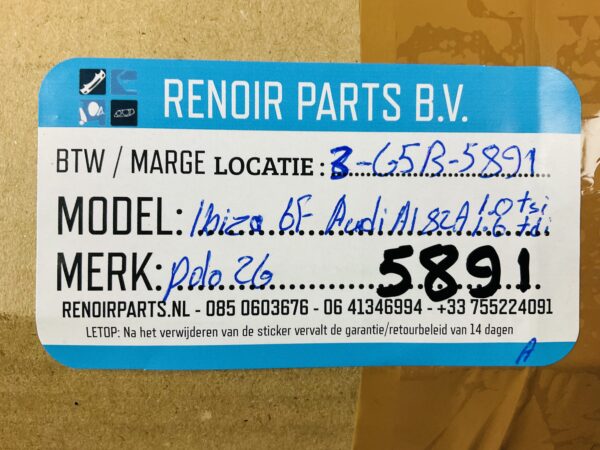 RENOIR PARTS B.V.
BTW / MARGE LOCATIE : 3-G5B-5891
MODEL: Ibiza 6F Audi A1 82A 1.0 tsi 1.6 tdi
MERK: polo 2G 5891
RENOIRPARTS.NL - 085 0603676 - 06 41346994 - +33 755224091
LETOP: Na het verwijderen van de sticker vervalt de garantie/retourbeleid van 14 dagen
A